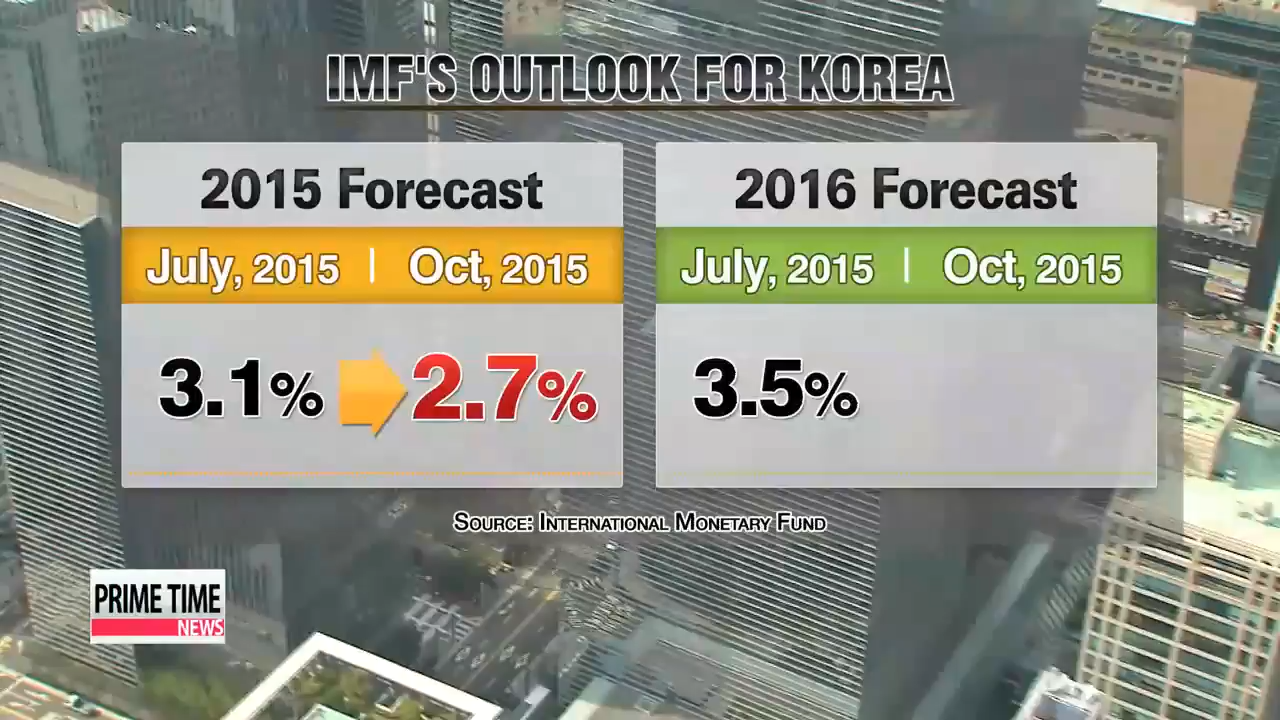 IMF'S OUTLOOK FOR KOREA
2015 Forecast
July, 2015 | Oct, 2015
3.1% 2.7%
2016 Forecast
July, 2015 | Oct, 2015
3.5%
SOURCE: INTERNATIONAL MONETARY FUND
PRIME TIME
NEWS